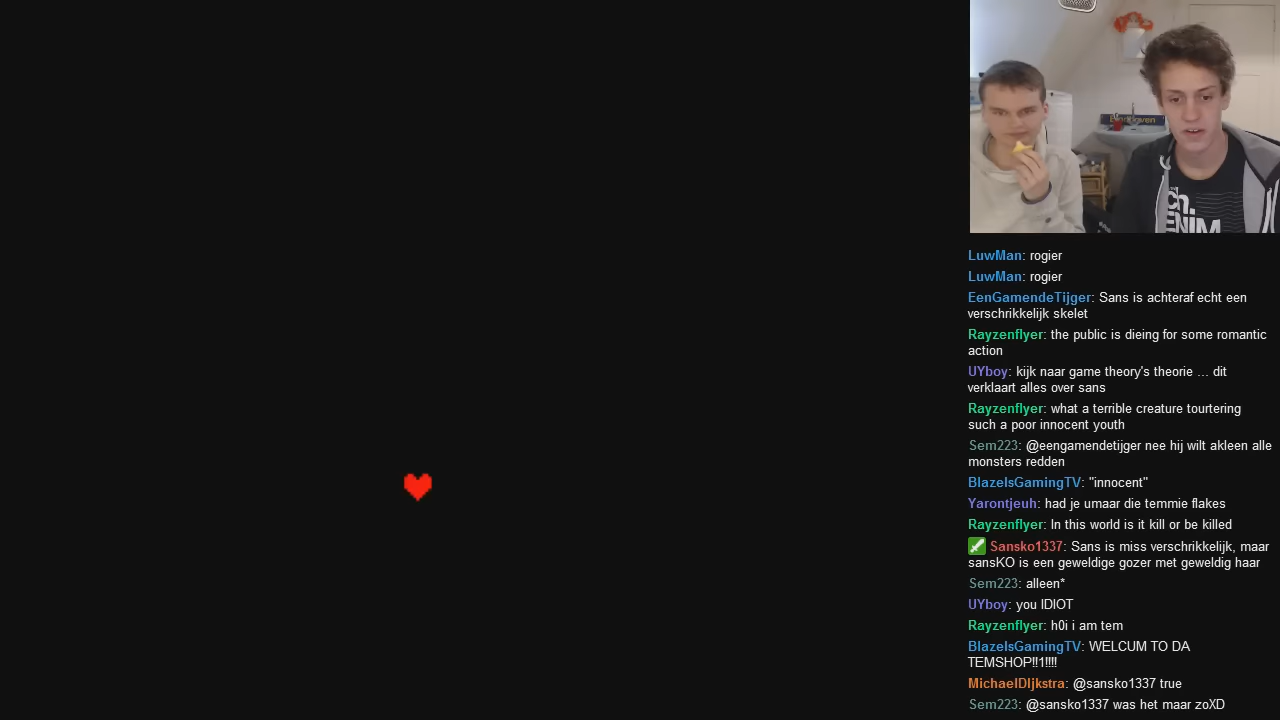 LuwMan: rogier
LuwMan: rogier
EenGamendeTijger: Sans is achteraf echt een
verschrikkelijk skelet
Rayzenflyer: the public is dieing for some romantic
action
UYboy: kijk naar game theory's theorie ... dit
verklaart alles over sans
Rayzenflyer: what a terrible creature tourtering
such a poor innocent youth
Sem223: @eengamendetijger nee hij wilt akleen alle
monsters redden
BlazeIsGamingTV: "innocent"
Yarontjeuh: had je umaar die temmie flakes
Rayzenflyer: In this world is it kill or be killed
Sansko1337: Sans is miss verschrikkelijk, maar
sansKO is een geweldige gozer met geweldig haar
Sem223: alleen*
UYboy: you IDIOT
Rayzenflyer: h0i i am tem
BlazeIsGamingTV: WELCUM TO DA
TEMSHOP!!1!!!!
MichaelDIjkstra: @sansko1337 true
Sem223: @sansko1337 was het maar zoXD